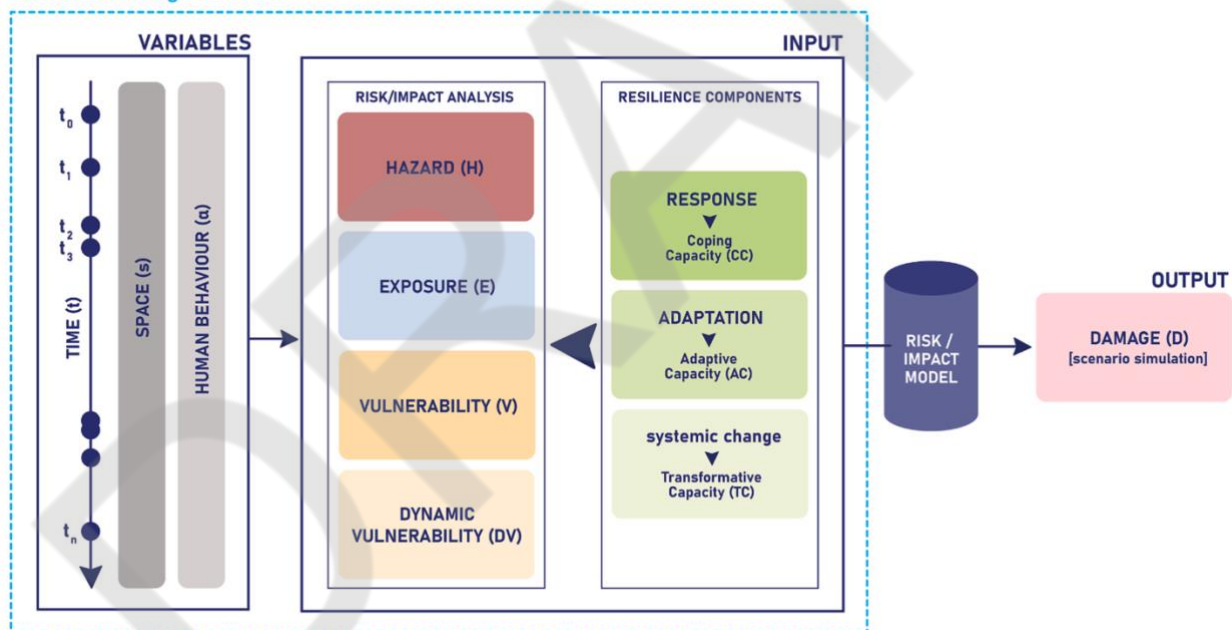 VARIABLES
t0
t1
t2
t3
TIME (t)
tn
SPACE (s)
HUMAN BEHAVIOUR (α)
INPUT
RISK/IMPACT ANALYSIS
HAZARD (H)
EXPOSURE (E)
VULNERABILITY (V)
DYNAMIC
VULNERABILITY (DV)
RESILIENCE COMPONENTS
RESPONSE
Coping
Capacity (CC)
ADAPTATION
Adaptive
Capacity (AC)
systemic change
Transformative
Capacity (TC)
RISK /
IMPACT
MODEL
OUTPUT
DAMAGE (D)
[scenario simulation]